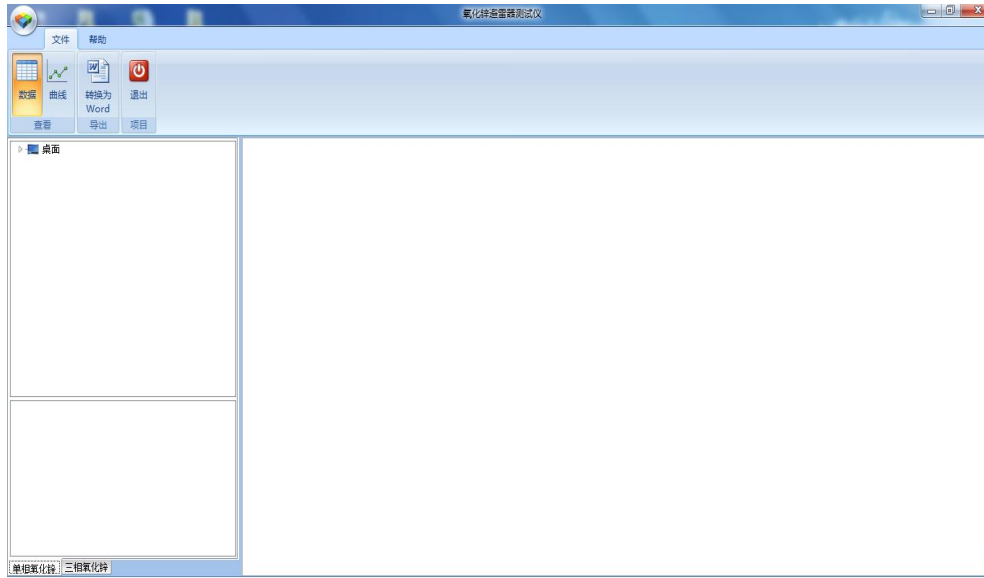 氧化锌避雷器测试仪
文件 帮助
数据 曲线 转换为 退出
Word
查看 导出 项目
桌面
单相氧化锌 三相氧化锌